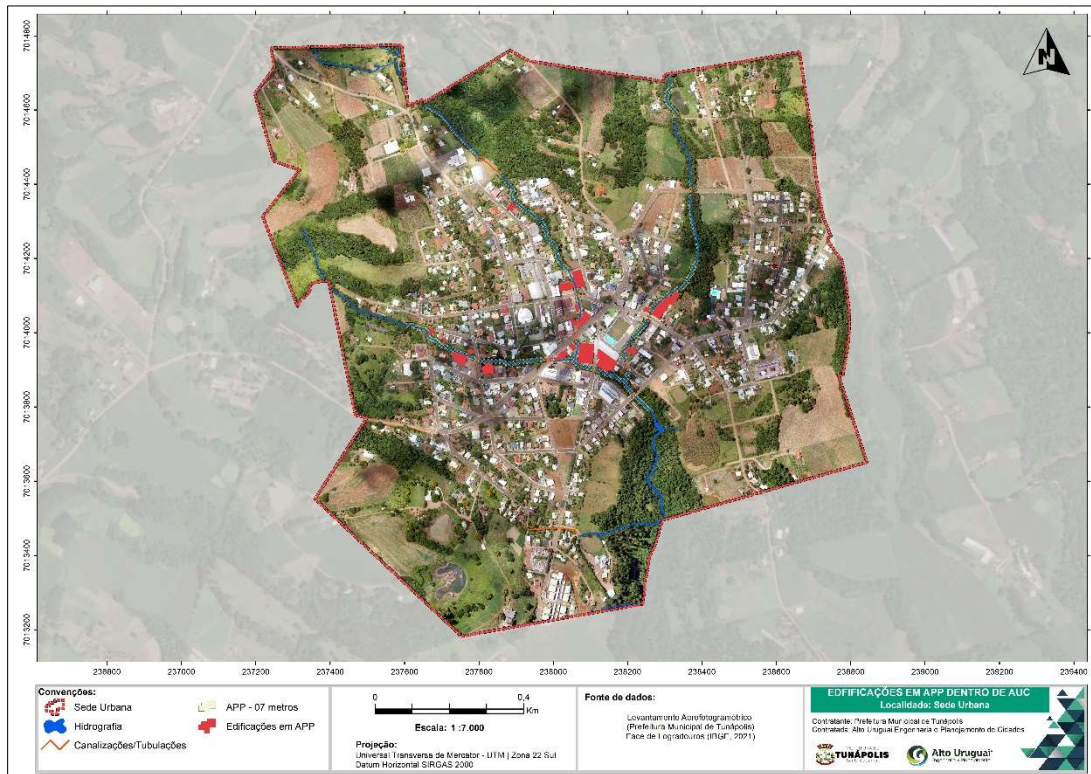 7014800
7014600
7014400
7014200
7014000
7013800
7013600
7013400
7013200
236800 237000 237200 237400 237600 237800 238000 238200 238400 238600 238800 239000 239200 239400
N
Convenções:
Sede Urbana
Hidrografia
Canalizações/Tubulações
APP - 07 metros
Edificações em APP
0 0,4
Km
Escala: 1 :7.000
Projeção:
Universal Transversa de Mercator - UTM | Zona 22 Sul
Datum Horizontal SIRGAS 2000
Fonte de dados:
Levantamento Aerofotogramétrico
(Prefeitura Municipal de Tunápolis)
Face de Logradouros (IBGE, 2021)
EDFIFICAÇÕES EM APP DENTRO DE AUC
Localidade: Sede Urbana
Contratante: Prefeitura Municipal de Tunápolis
Contratada: Alto Uruguai Engenharia e Planejamento de Cidades
TUNÁPOLIS
Alto Uruguai